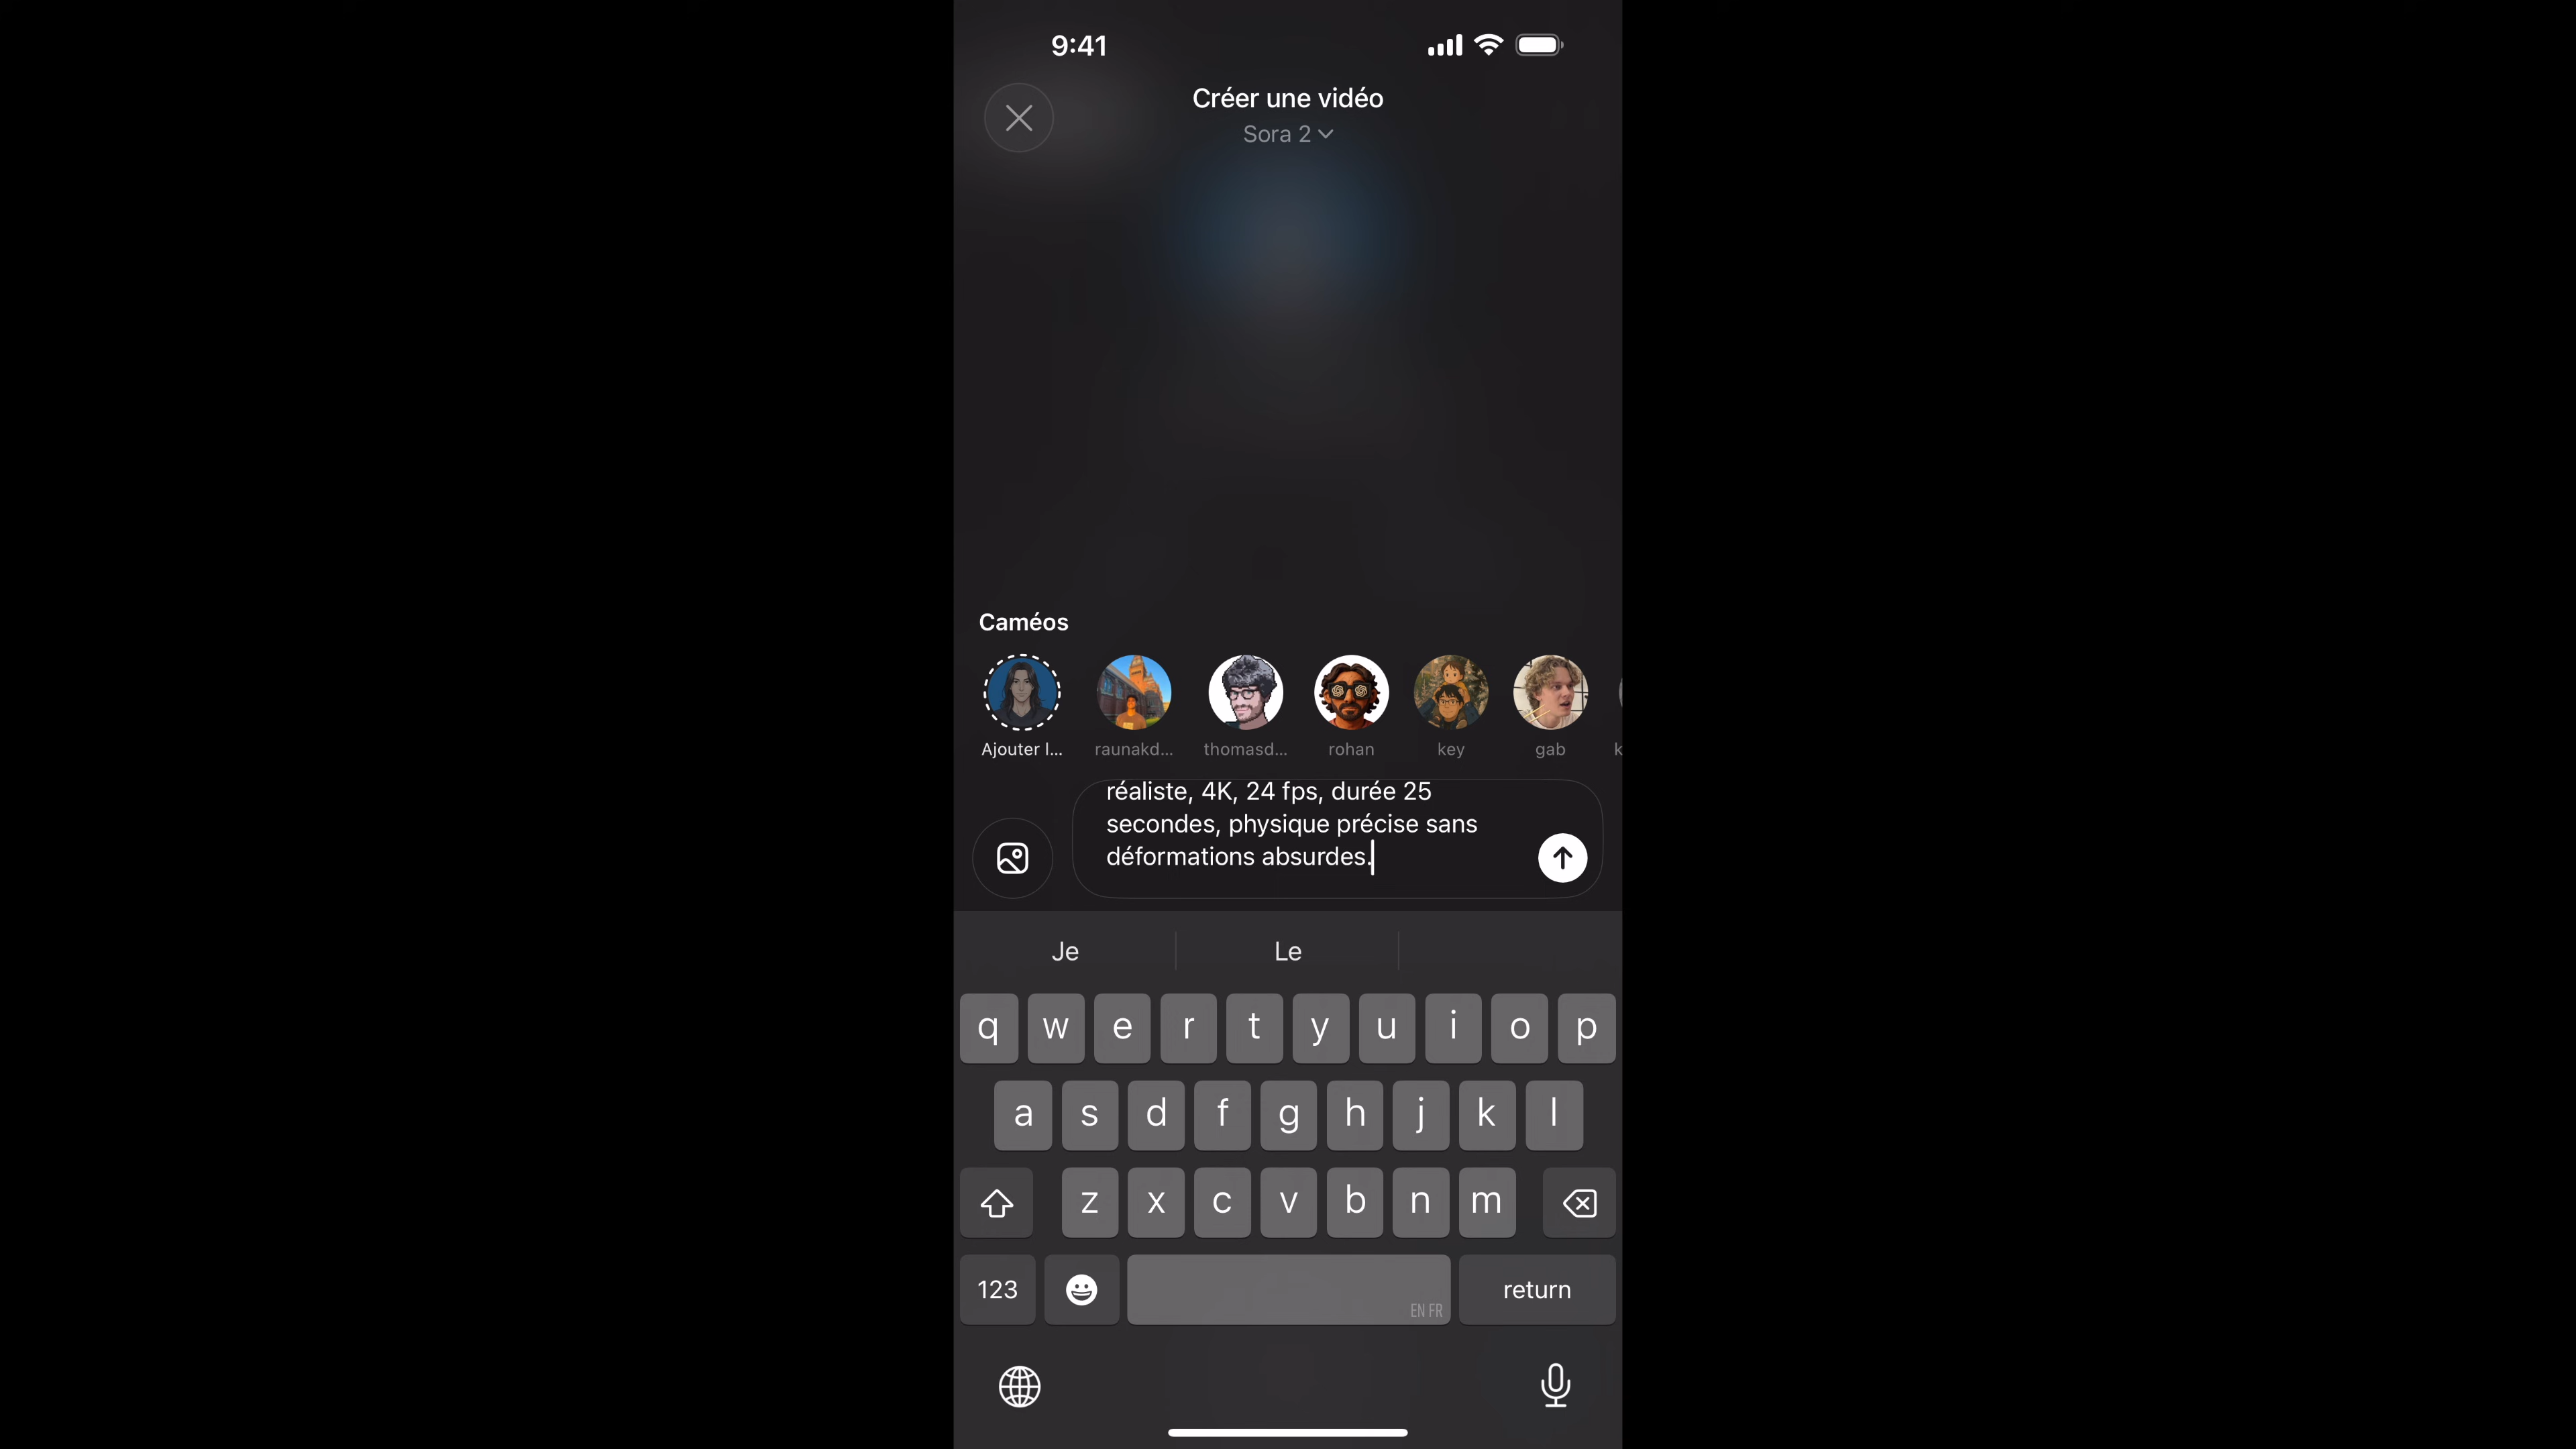 9:41
Créer une vidéo
Sora 2
Caméos
Ajouter l...
raunakd...
thomasd...
rohan
key
gab
k
réaliste, 4K, 24 fps, durée 25
secondes, physique précise sans
déformations absurdes.
Je
Le
q w e r t y u i o p
a s d f g h j k l
z x c v b n m
123
EN FR
return